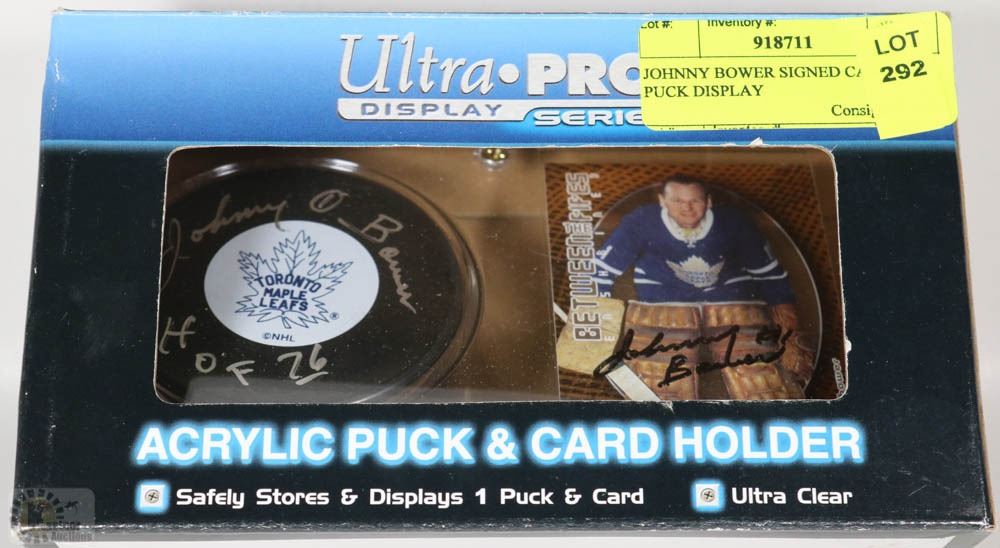 Ultra•PRO
DISPLAY SERIES
Lot #: Inventory #:
918711
JOHNNY BOWER SIGNED CA
PUCK DISPLAY
Consi
LOT
292
Johnny O Bower
HOF 76
TORONTO
MAPLE
LEAFS
®
©NHL
BETWEEN THE PIPES
Johnny Bower
ACRYLIC PUCK & CARD HOLDER
Safely Stores & Displays 1 Puck & Card
Ultra Clear
Auctions